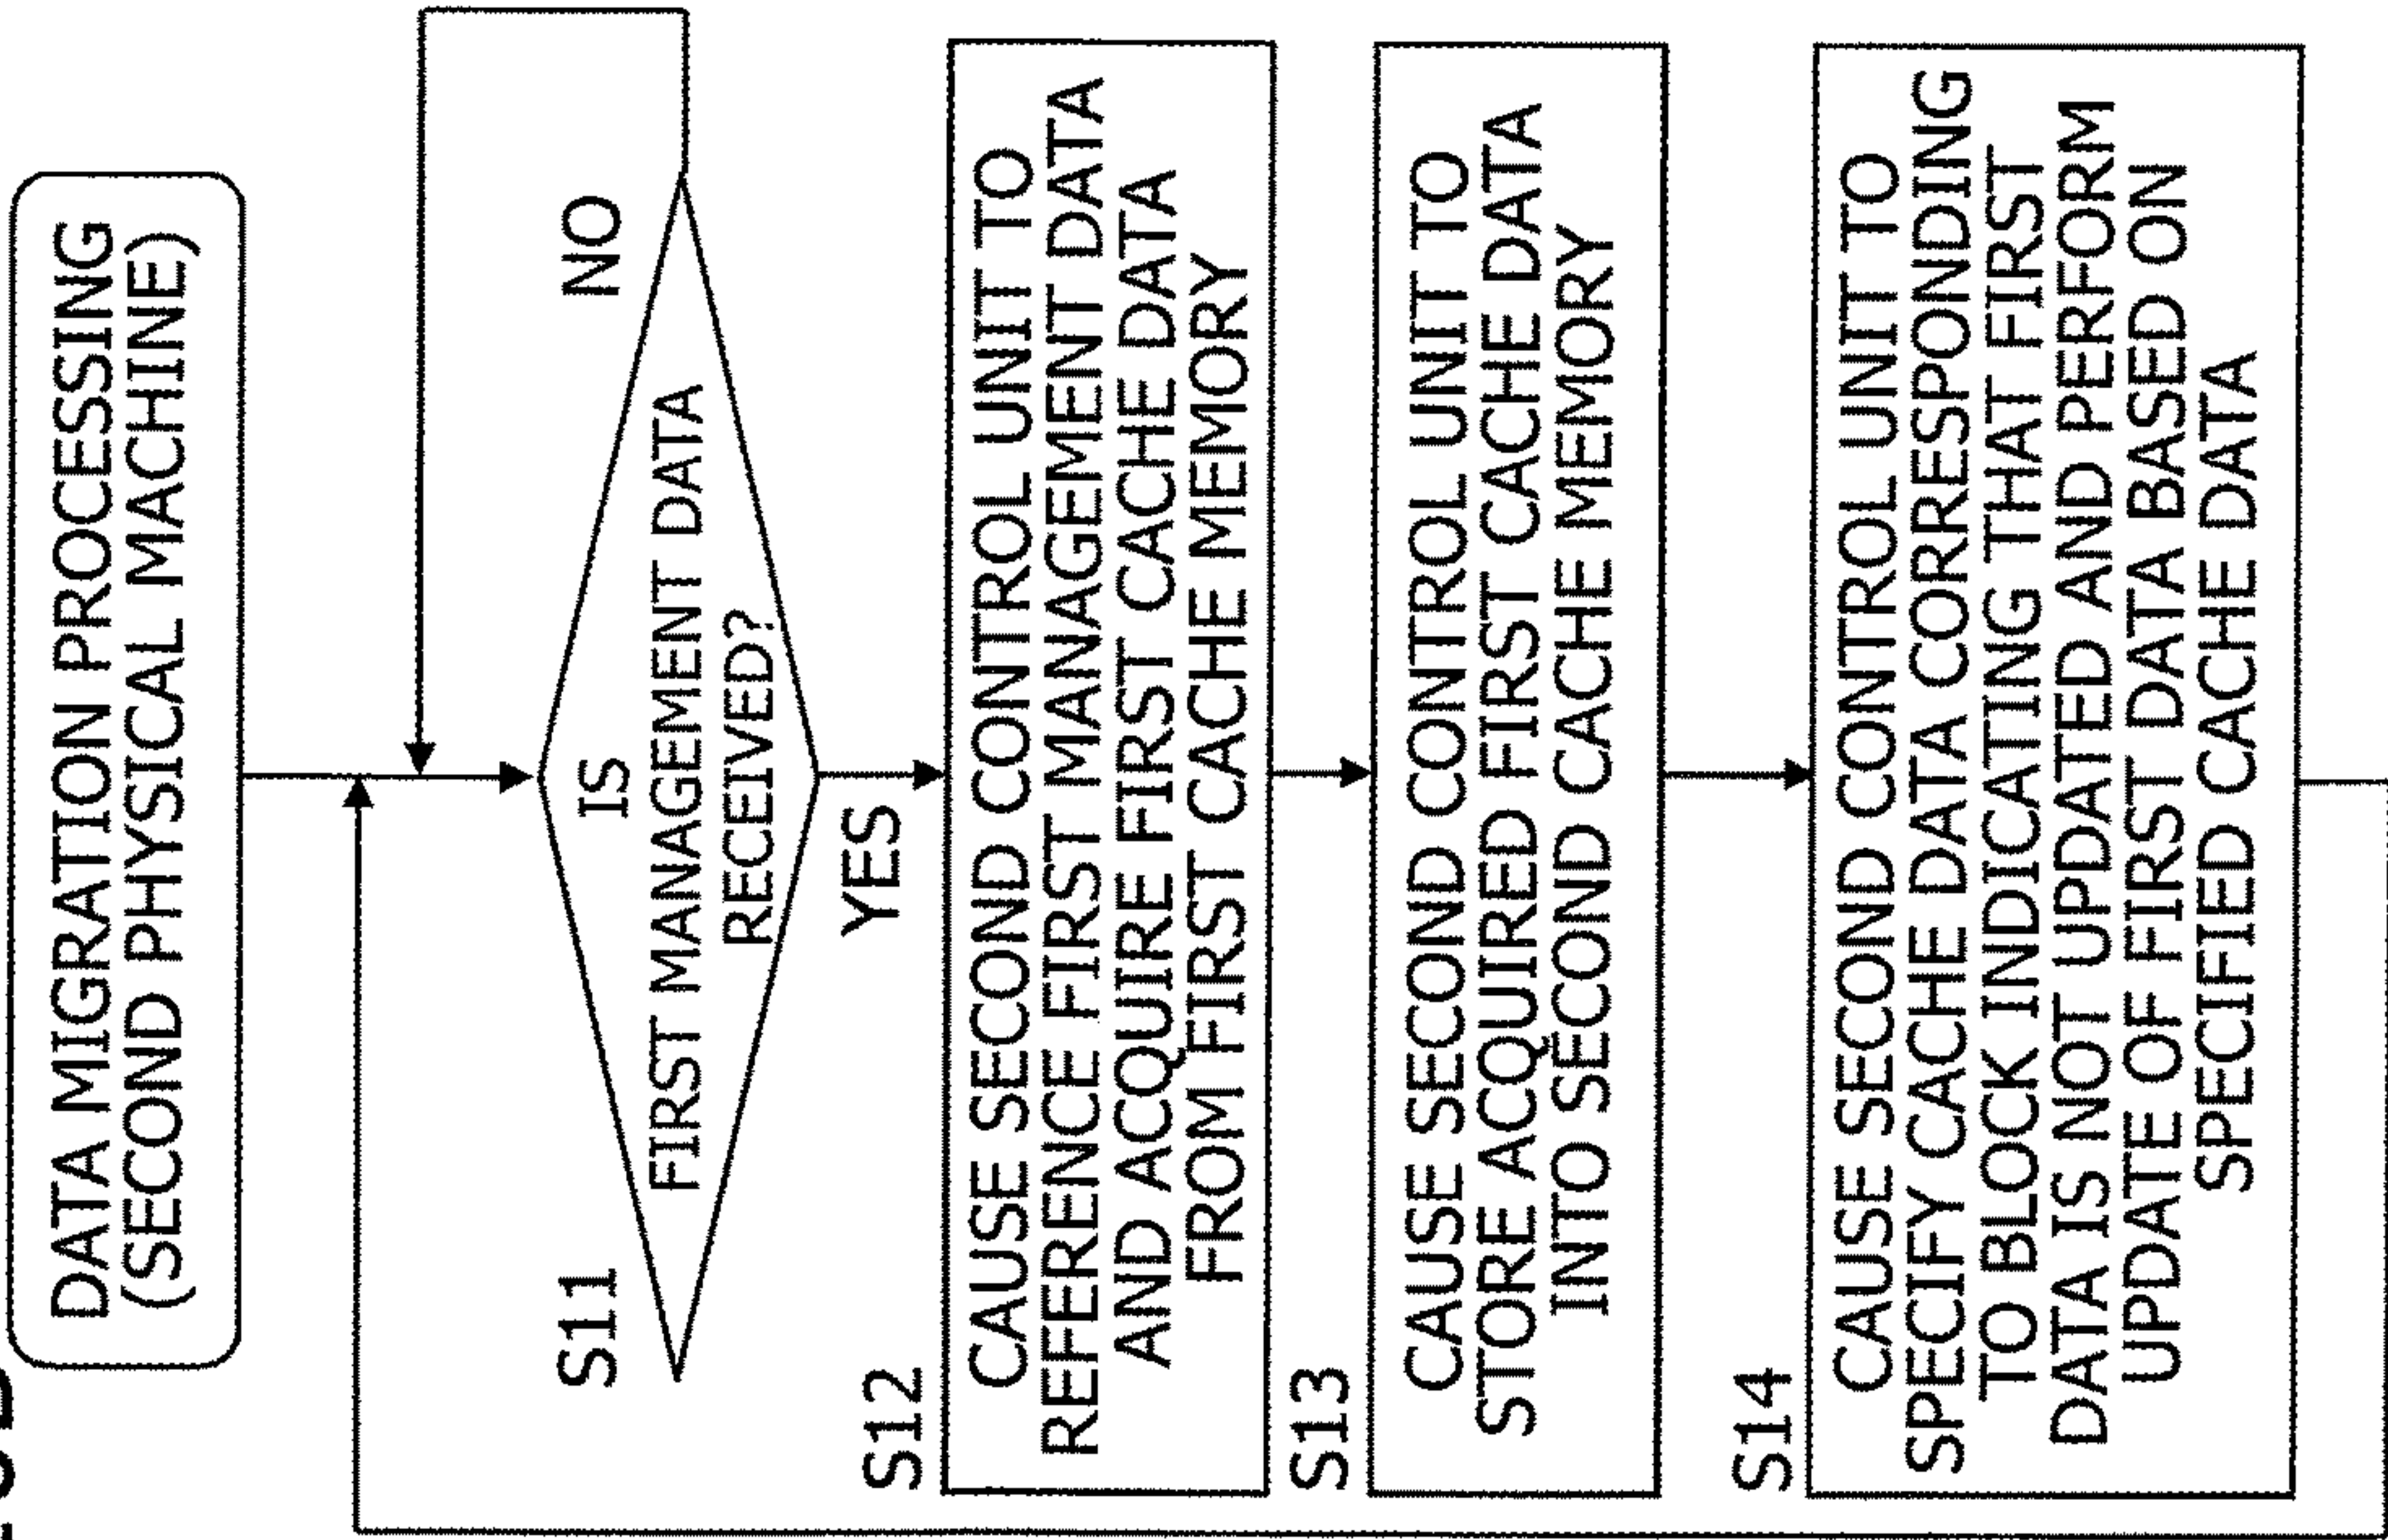 DATA MIGRATION PROCESSING
(SECOND PHYSICAL MACHINE)
S11
IS
FIRST MANAGEMENT DATA
RECEIVED?
NO
YES
S12
CAUSE SECOND CONTROL UNIT TO
REFERENCE FIRST MANAGEMENT DATA
AND ACQUIRE FIRST CACHE DATA
FROM FIRST CACHE MEMORY
S13
CAUSE SECOND CONTROL UNIT TO
STORE ACQUIRED FIRST CACHE DATA
INTO SECOND CACHE MEMORY
S14
CAUSE SECOND CONTROL UNIT TO
SPECIFY CACHE DATA CORRESPONDING
TO BLOCK INDICATING THAT FIRST
DATA IS NOT UPDATED AND PERFORM
UPDATE OF FIRST DATA BASED ON
SPECIFIED CACHE DATA